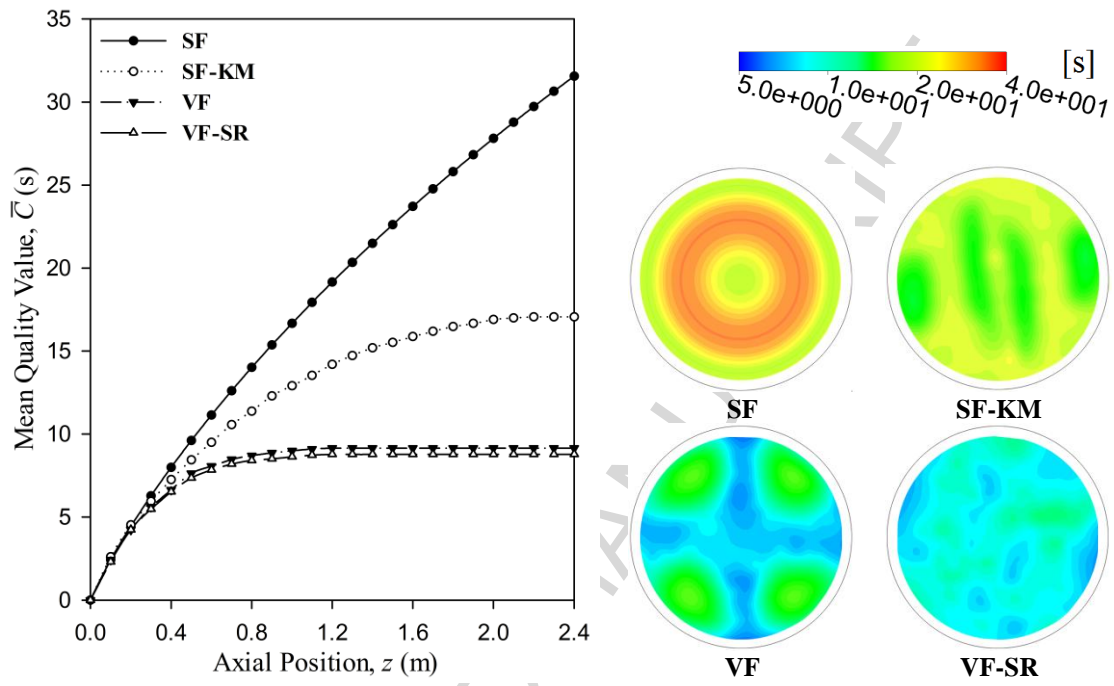 35
30
25
20
15
10
5
0
Mean Quality Value, C̅ (s)
SF
SF-KM
VF
VF-SR
0.0 0.4 0.8 1.2 1.6 2.0 2.4
Axial Position, z (m)
[s]
5.0e+000 1.0e+001 2.0e+001 4.0e+001
SF SF-KM
VF VF-SR